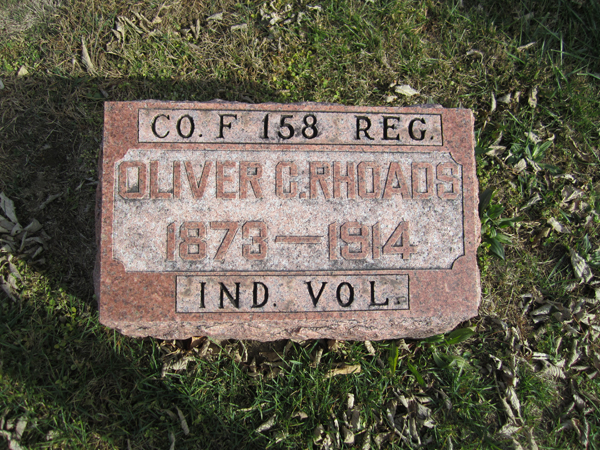 CO. F 158 REG.
OLIVER C. RHOADS
1873—1914
IND. VOL.